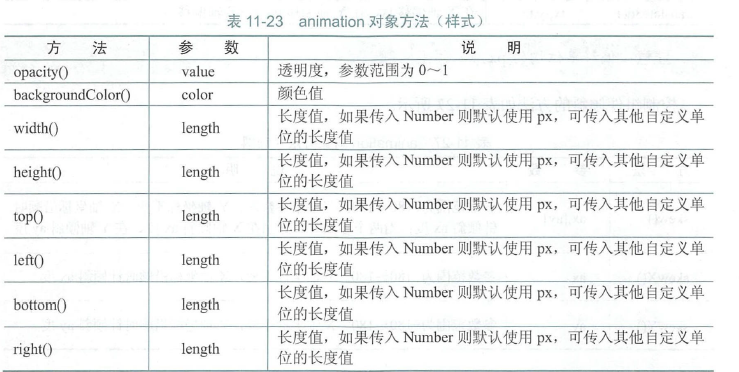 表 11-23 animation 对象方法（样式）
方 法 参 数 说 明
opacity() value 透明度，参数范围为 0～1
backgroundColor() color 颜色值
width() length 长度值，如果传入 Number 则默认使用 px，可传入其他自定义单
位的长度值
height() length 长度值，如果传入 Number 则默认使用 px，可传入其他自定义单
位的长度值
top() length 长度值，如果传入 Number 则默认使用 px，可传入其他自定义单
位的长度值
left() length 长度值，如果传入 Number 则默认使用 px，可传入其他自定义单
位的长度值
bottom() length 长度值，如果传入 Number 则默认使用 px，可传入其他自定义单
位的长度值
right() length 长度值，如果传入 Number 则默认使用 px，可传入其他自定义单
位的长度值